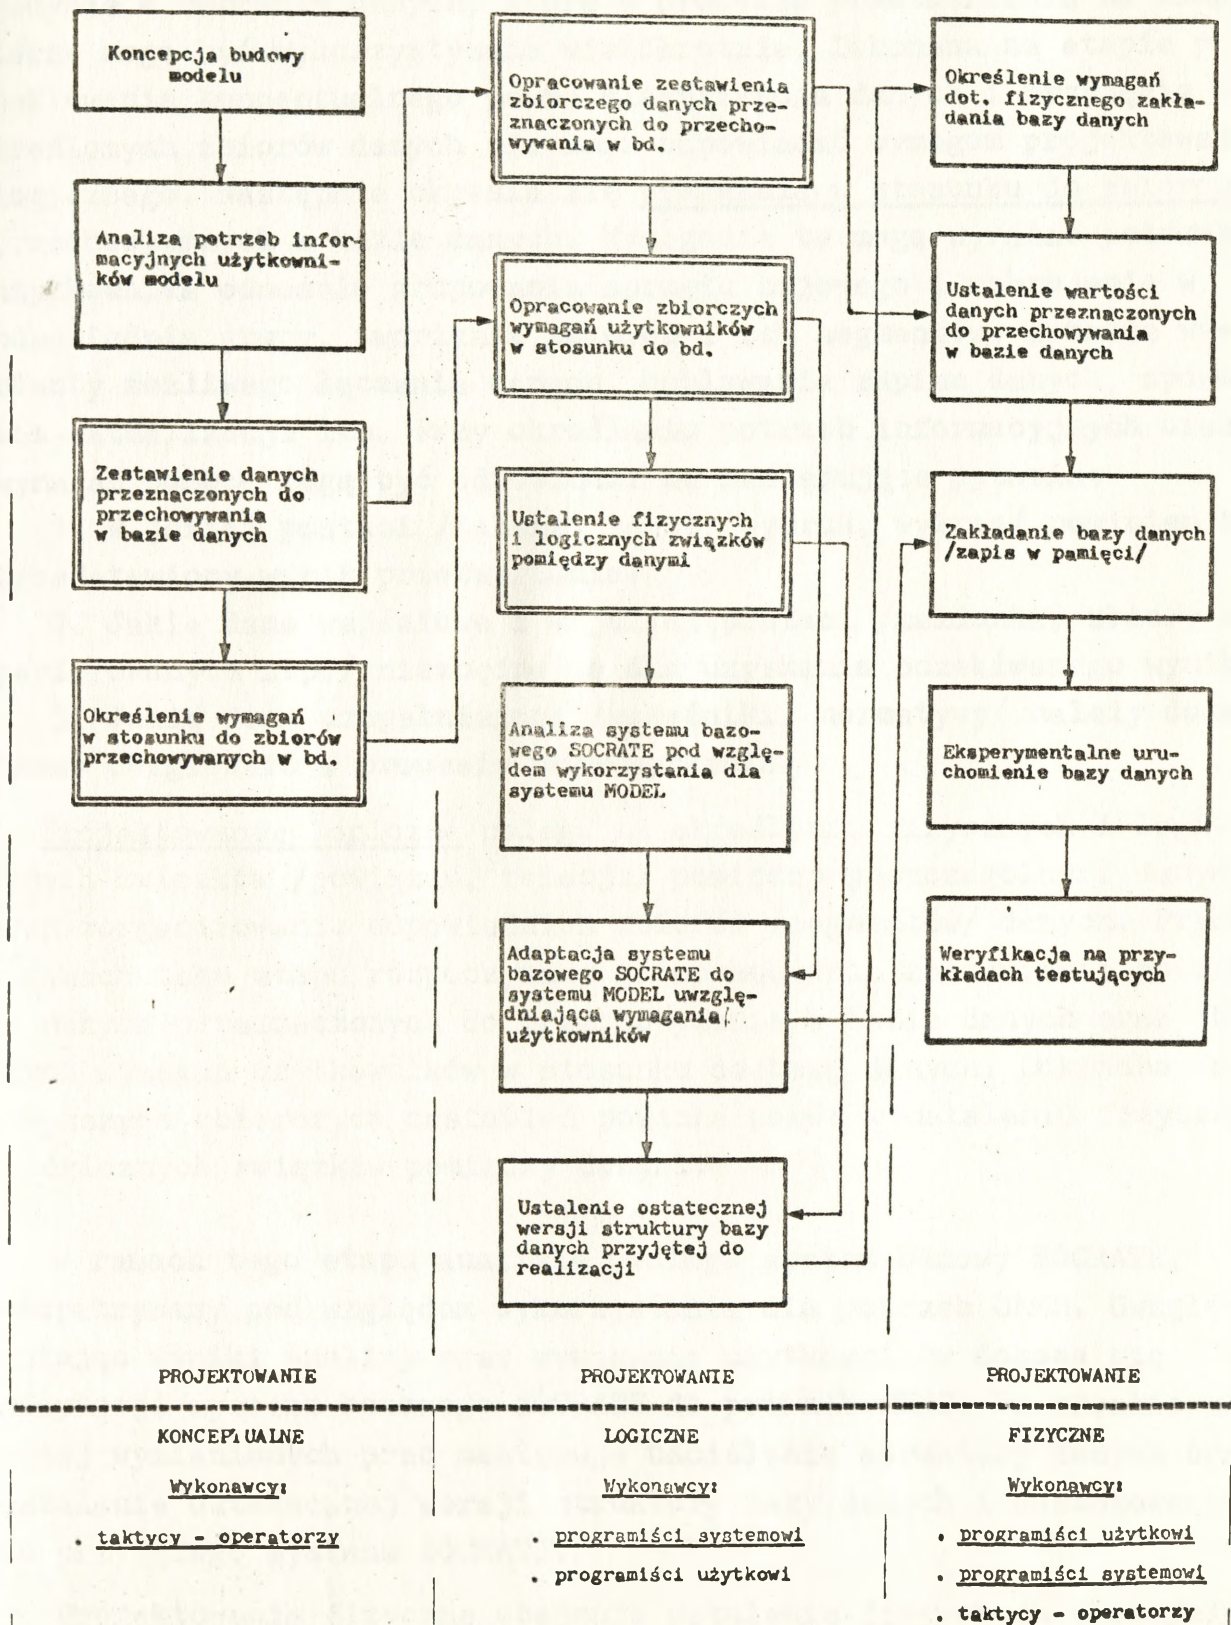 Koncepcja budowy
modelu
Analiza potrzeb infor-
macyjnych użytkowni-
ków modelu
Zestawienie danych
przeznaczonych do
przechowywania
w bazie danych
Określenie wymagań
w stosunku do zbiorów
przechowywanych w bd.
Opracowanie zestawienia
zbiorczego danych prze-
znaczonych do przecho-
wywania w bd.
Opracowanie zbiorczych
wymagań użytkowników
w stosunku do bd.
Ustalenie fizycznych
i logicznych związków
pomiędzy danymi
Analiza systemu bazo-
wego SOCRATE pod wzglę-
dem wykorzystania dla
systemu MODEL
Adaptacja systemu
bazowego SOCRATE do
systemu MODEL uwzglę-
dniająca wymagania
użytkowników
Ustalenie ostatecznej
wersji struktury bazy
danych przyjętej do
realizacji
Określenie wymagań
dot. fizycznego zakła-
dania bazy danych
Ustalenie wartości
danych przeznaczonych
do przechowywania
w bazie danych
Zakładanie bazy danych
/zapis w pamięci/
Eksperymentalne uru-
chomienie bazy danych
Weryfikacja na przy-
kładach testujących
PROJEKTOWANIE
KONCEPTUALNE
Wykonawcy:
. taktycy - operatorzy
PROJEKTOWANIE
LOGICZNE
Wykonawcy:
. programiści systemowi
. programiści użytkowi
PROJEKTOWANIE
FIZYCZNE
Wykonawcy:
. programiści użytkowi
. programiści systemowi
. taktycy - operatorzy